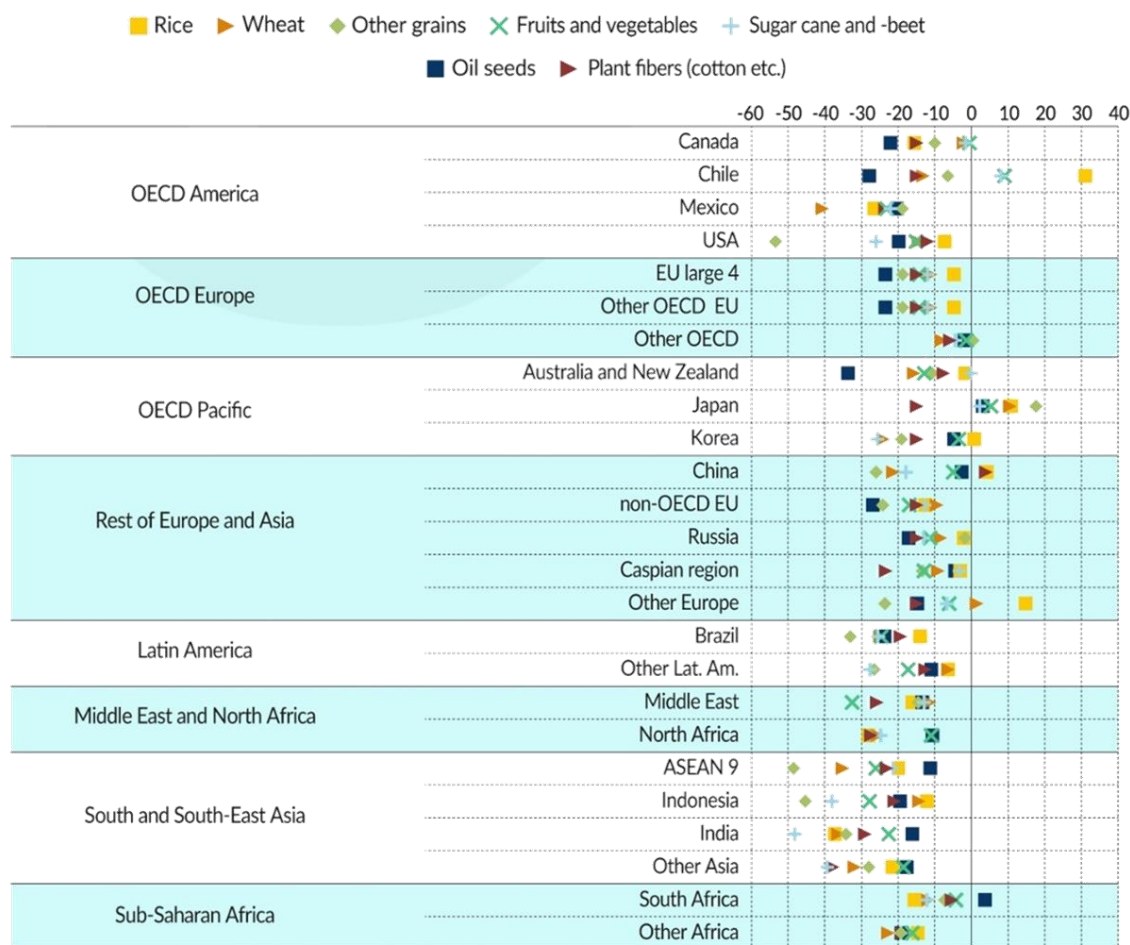 Rice Wheat Other grains Fruits and vegetables Sugar cane and -beet
Oil seeds Plant fibers (cotton etc.)
-60 -50 -40 -30 -20 -10 0 10 20 30 40
OECD America
Canada
Chile
Mexico
USA
OECD Europe
EU large 4
Other OECD EU
Other OECD
OECD Pacific
Australia and New Zealand
Japan
Korea
Rest of Europe and Asia
China
non-OECD EU
Russia
Caspian region
Other Europe
Latin America
Brazil
Other Lat. Am.
Middle East and North Africa
Middle East
North Africa
South and South-East Asia
ASEAN 9
Indonesia
India
Other Asia
Sub-Saharan Africa
South Africa
Other Africa